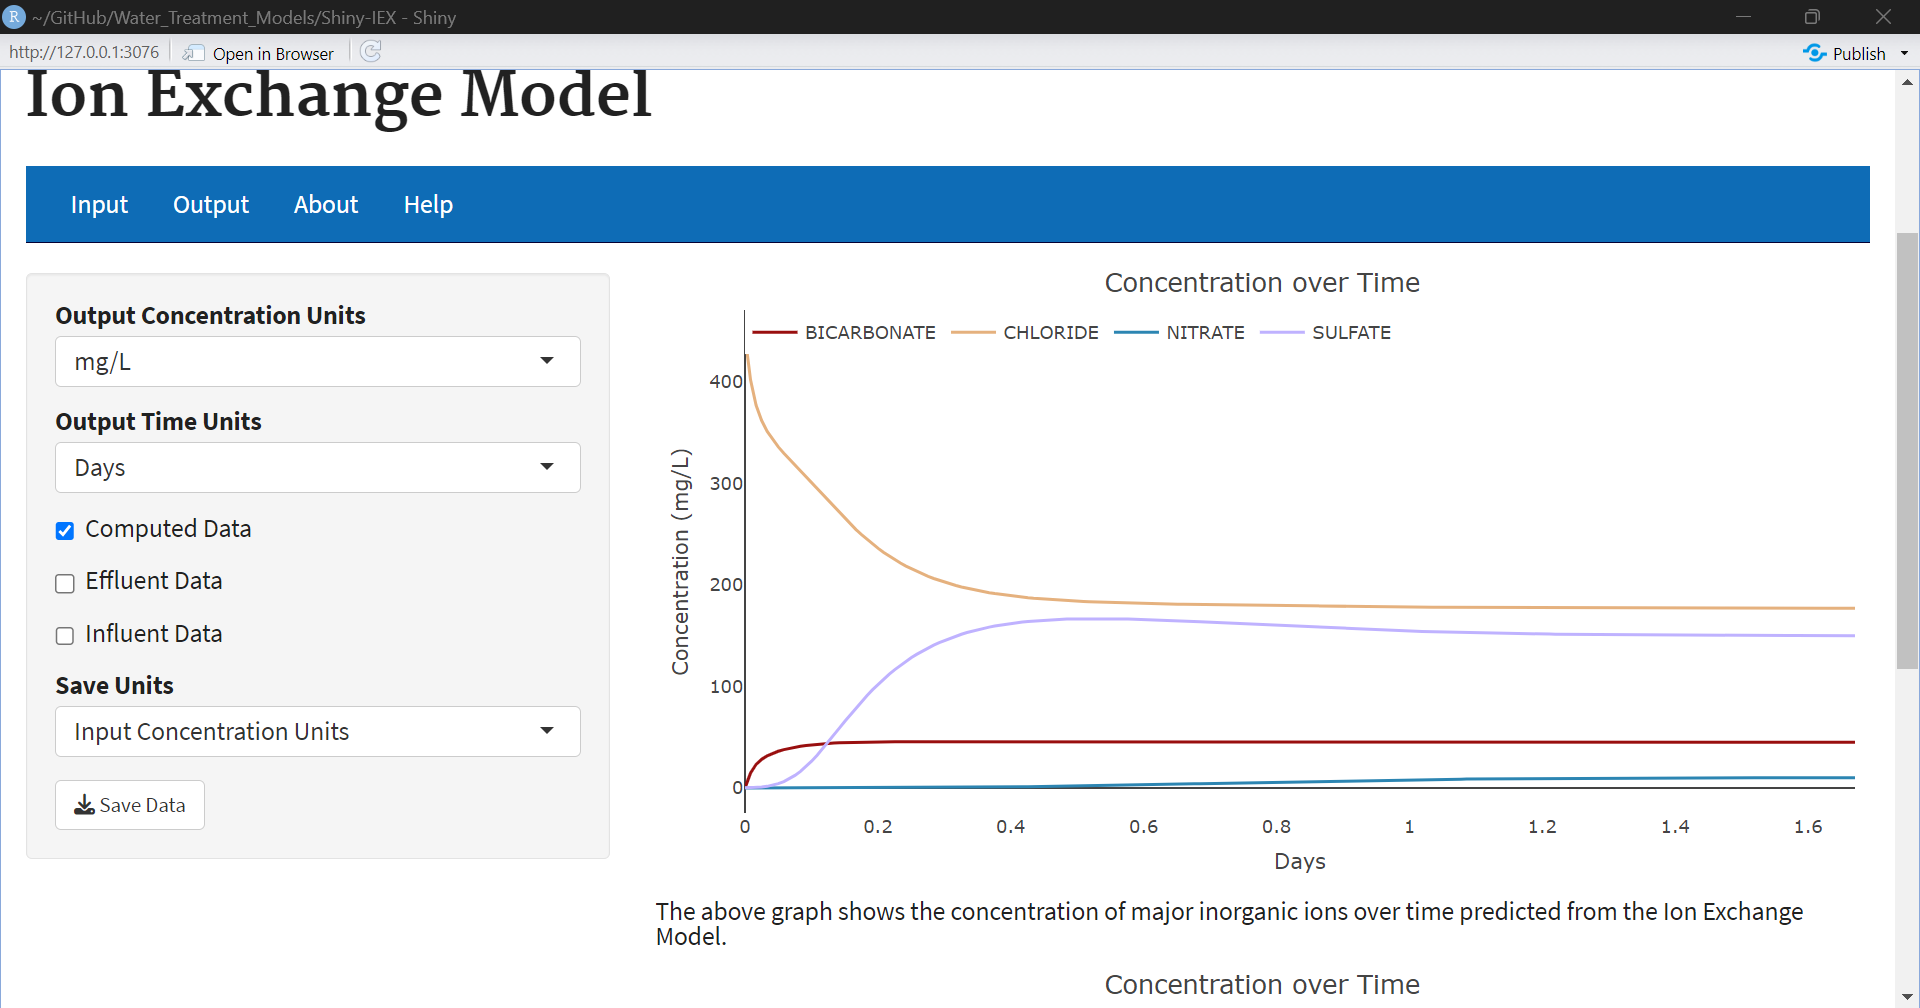 R ~/GitHub/Water_Treatment_Models/Shiny-IEX - Shiny
http://127.0.0.1:3076 Open in Browser Publish
Ion Exchange Model
Input Output About Help
Output Concentration Units
mg/L
Output Time Units
Days
Computed Data
Effluent Data
Influent Data
Save Units
Input Concentration Units
Save Data
Concentration over Time
BICARBONATE CHLORIDE NITRATE SULFATE
Concentration (mg/L)
400
300
200
100
0
0 0.2 0.4 0.6 0.8 1 1.2 1.4 1.6
Days
The above graph shows the concentration of major inorganic ions over time predicted from the Ion Exchange
Model.
Concentration over Time